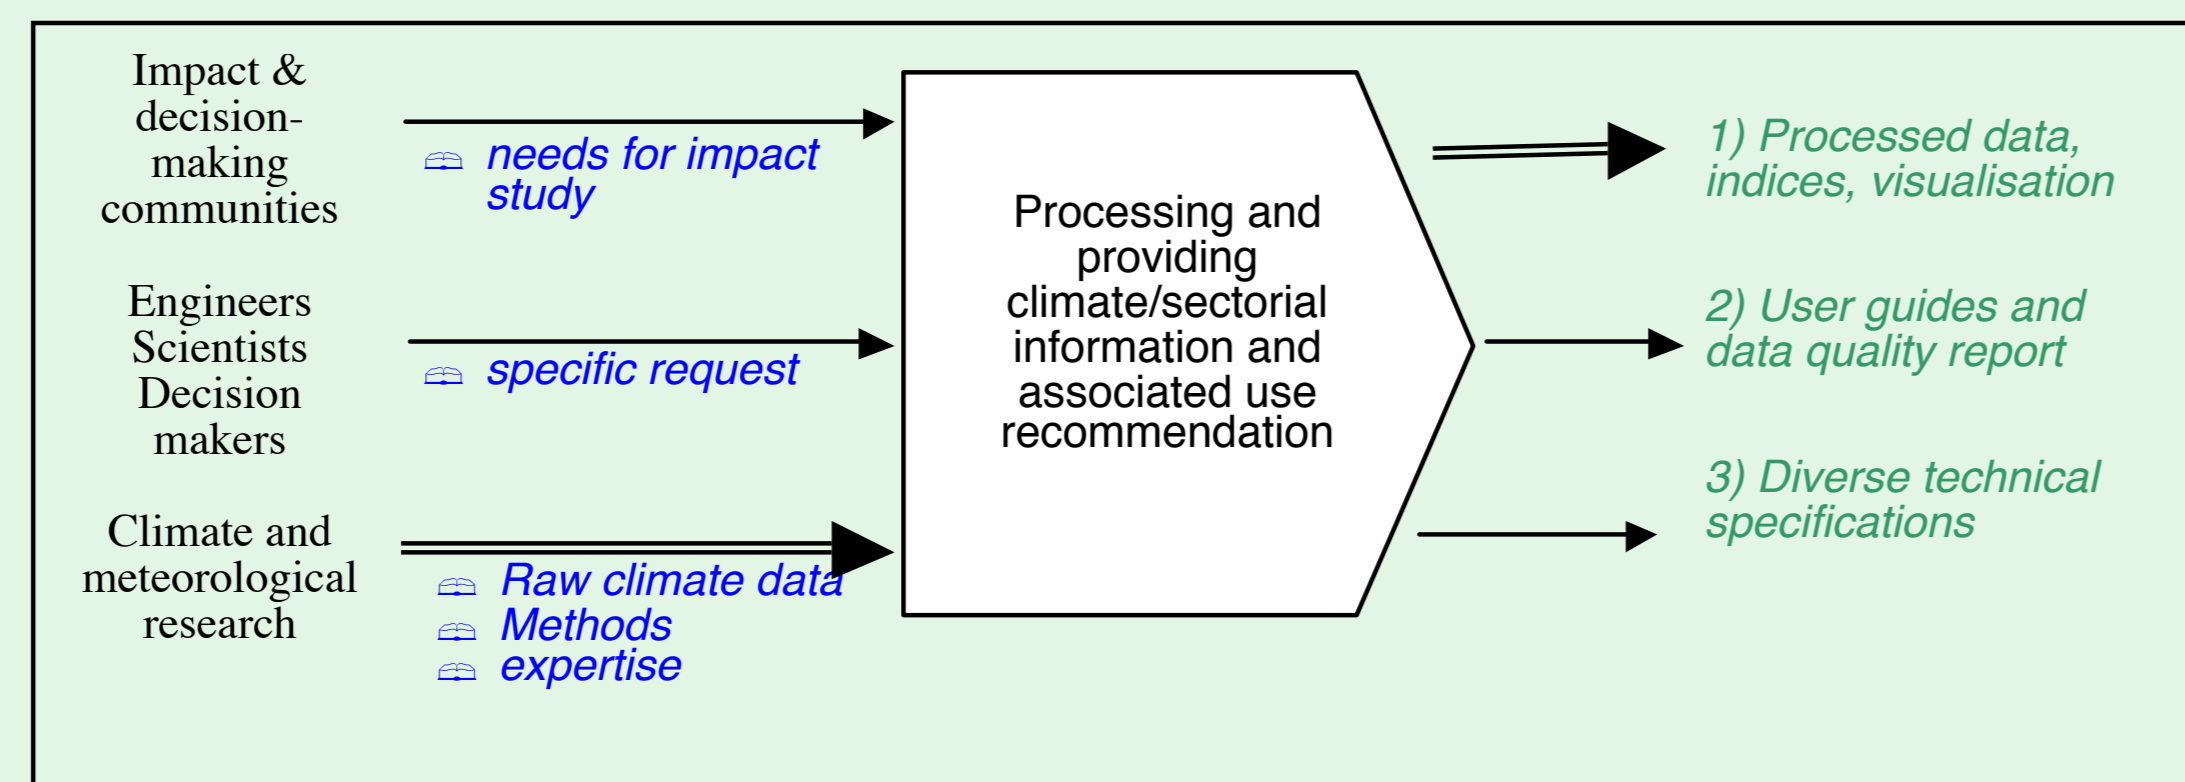 Impact &
decision-
making
communities
needs for impact
study
Engineers
Scientists
Decision
makers
specific request
Climate and
meteorological
research
Raw climate data
Methods
expertise
Processing and
providing
climate/sectorial
information and
associated use
recommendation
1) Processed data,
indices, visualisation
2) User guides and
data quality report
3) Diverse technical
specifications